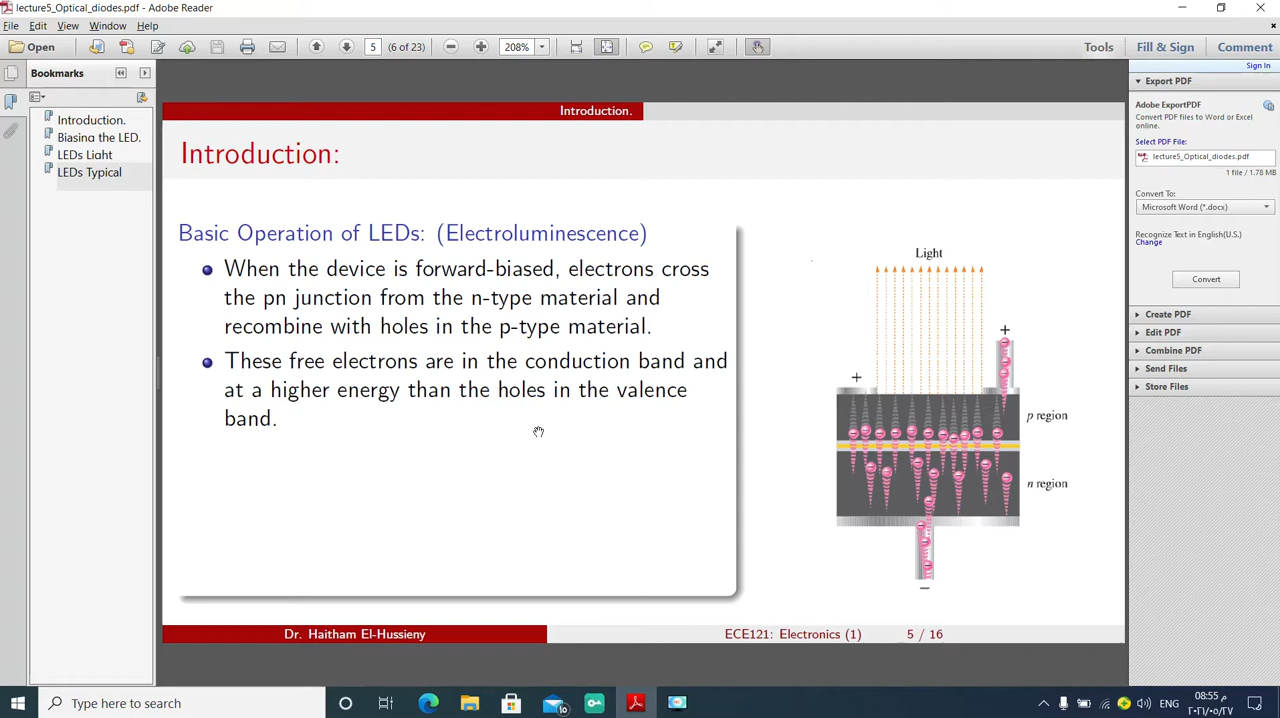 lecture5_Optical_diodes.pdf - Adobe Reader
File Edit View Window Help
Open 5 (6 of 23) 208% Tools Fill & Sign Comment
Sign In
Bookmarks
Introduction.
Biasing the LED.
LEDs Light
LEDs Typical
Introduction.
Introduction:
Basic Operation of LEDs: (Electroluminescence)
When the device is forward-biased, electrons cross
the pn junction from the n-type material and
recombine with holes in the p-type material.
These free electrons are in the conduction band and
at a higher energy than the holes in the valence
band.
Light
+
+
p region
n region
−
Dr. Haitham El-Hussieny ECE121: Electronics (1) 5 / 16
Export PDF
Adobe ExportPDF
Convert PDF files to Word or Excel
online.
Select PDF File:
lecture5_Optical_diodes.pdf
1 file / 1.78 MB
Convert To:
Microsoft Word (*.docx)
Recognize Text in English(U.S.)
Change
Convert
Create PDF
Edit PDF
Combine PDF
Send Files
Store Files
Type here to search
ENG
08:55 م
٢٠٢١/٠٥/٢٧